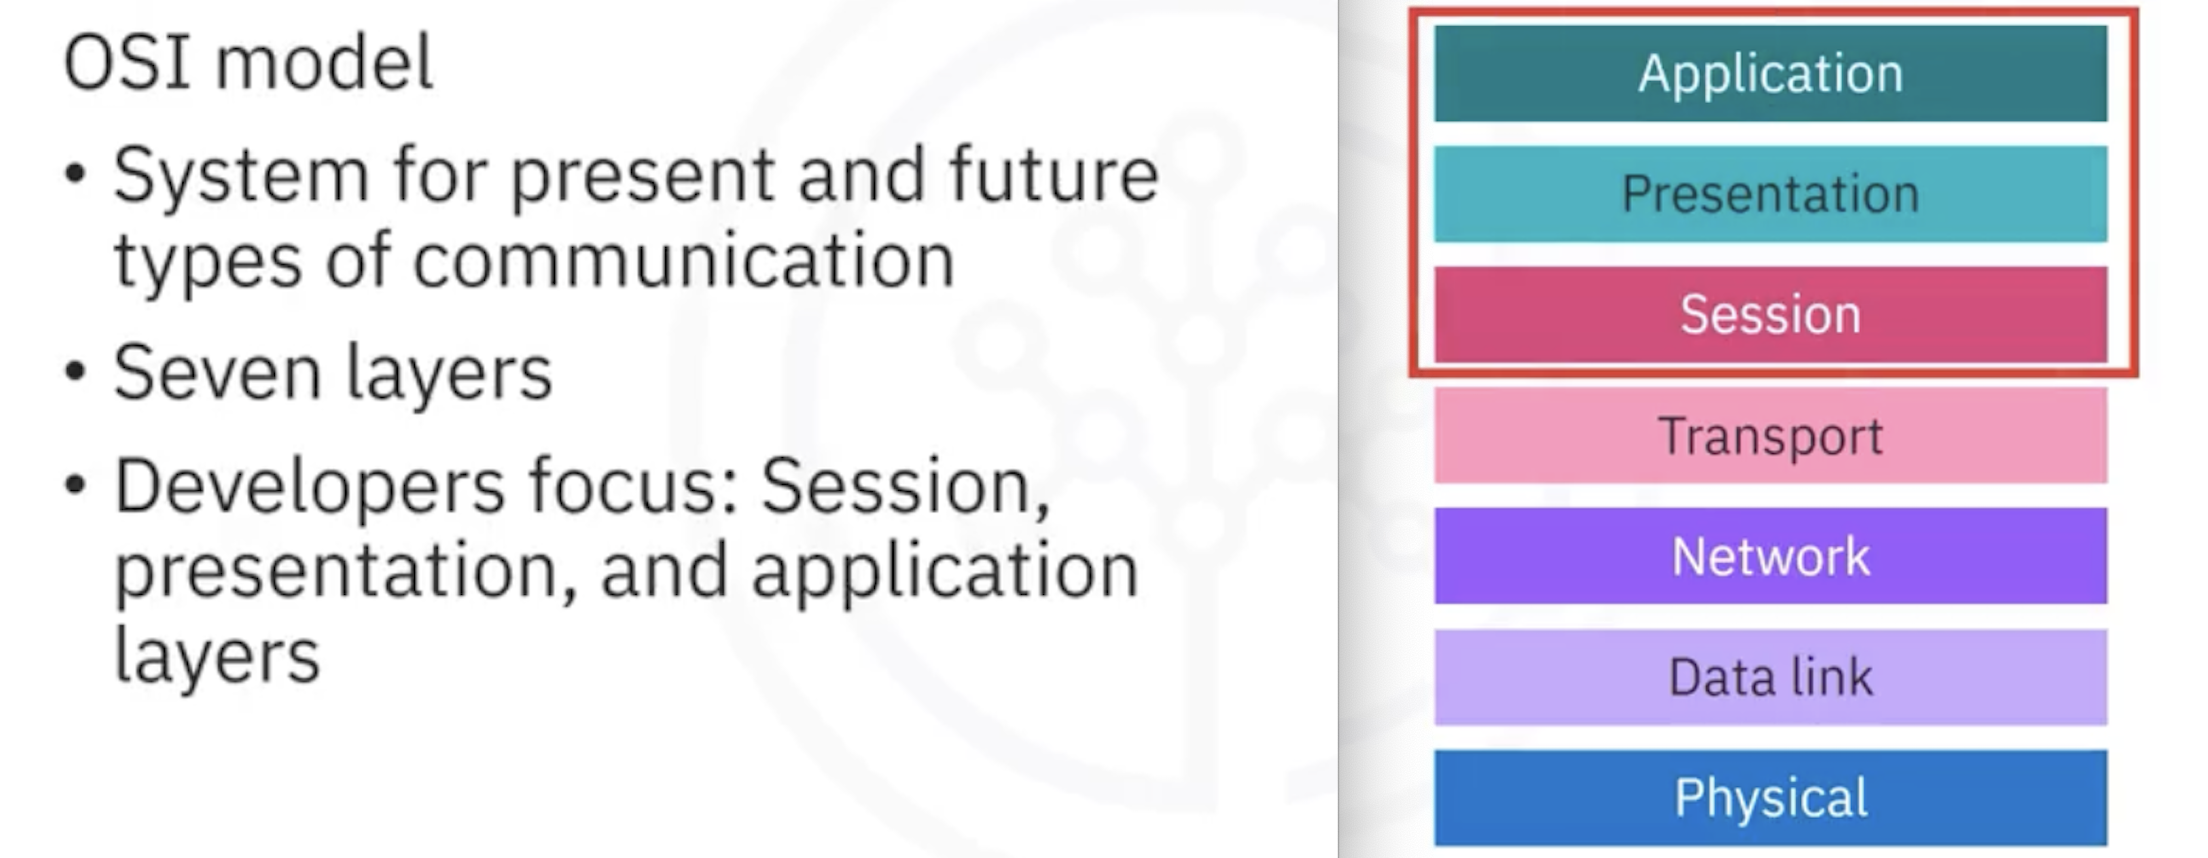 OSI model
• System for present and future
types of communication
• Seven layers
• Developers focus: Session,
presentation, and application
layers
Application
Presentation
Session
Transport
Network
Data link
Physical